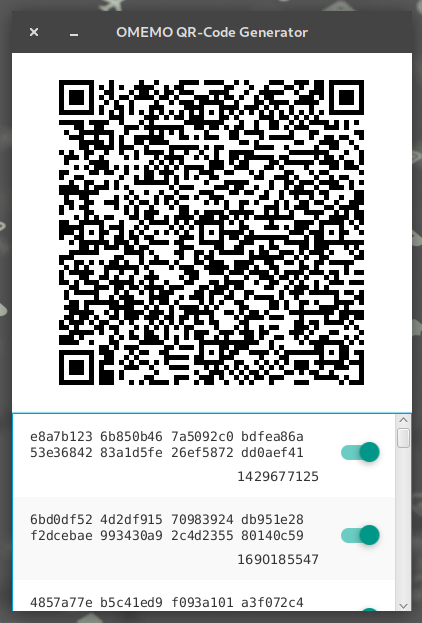 OMEMO QR-Code Generator
e8a7b123 6b850b46 7a5092c0 bdfea86a
53e36842 83a1d5fe 26ef5872 dd0aef41
1429677125
6bd0df52 4d2df915 70983924 db951e28
f2dcebae 993430a9 2c4d2355 80140c59
1690185547
4857a77e b5c41ed9 f093a101 a3f072c4